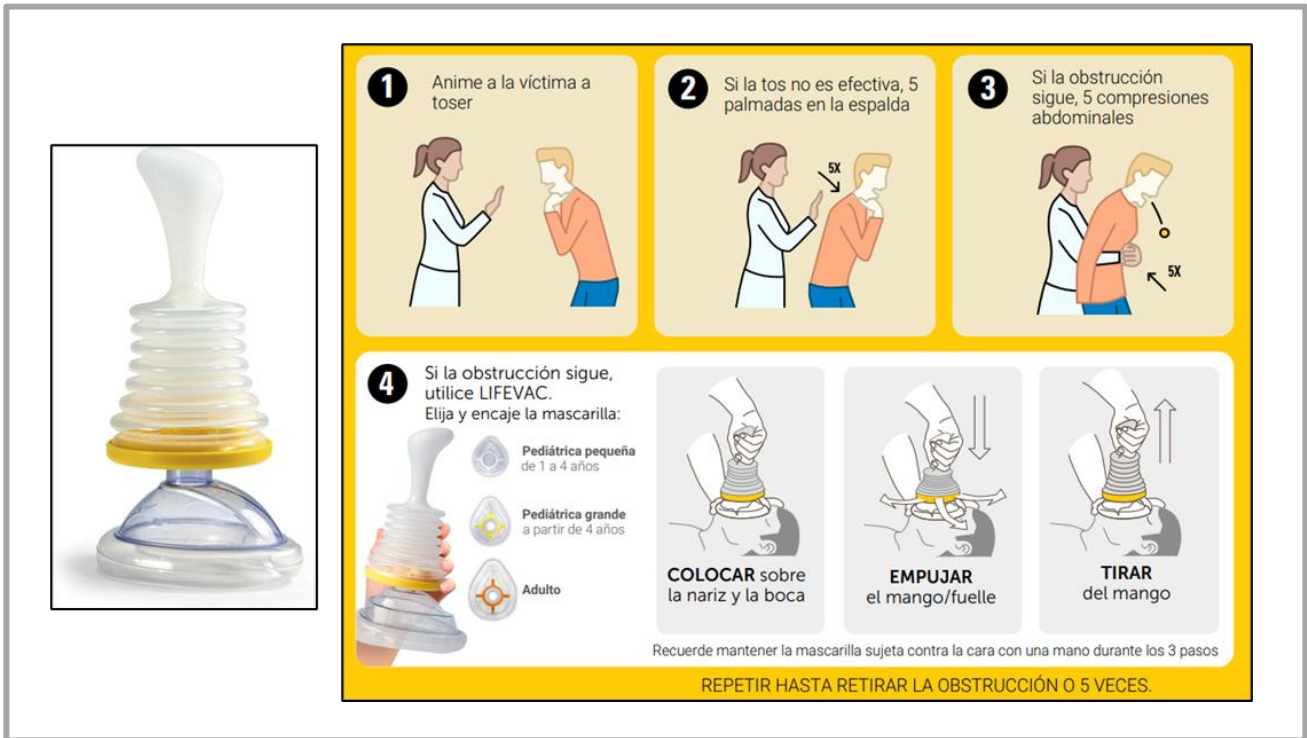 1
Anime a la víctima a
toser
2
Si la tos no es efectiva, 5
palmadas en la espalda
5X
3
Si la obstrucción
sigue, 5 compresiones
abdominales
5X
4
Si la obstrucción sigue,
utilice LIFEVAC.
Elija y encaje la mascarilla:
Pediátrica pequeña
de 1 a 4 años
Pediátrica grande
a partir de 4 años
Adulto
COLOCAR sobre
la nariz y la boca
EMPUJAR
el mango/fuelle
TIRAR
del mango
Recuerde mantener la mascarilla sujeta contra la cara con una mano durante los 3 pasos
REPETIR HASTA RETIRAR LA OBSTRUCCIÓN O 5 VECES.